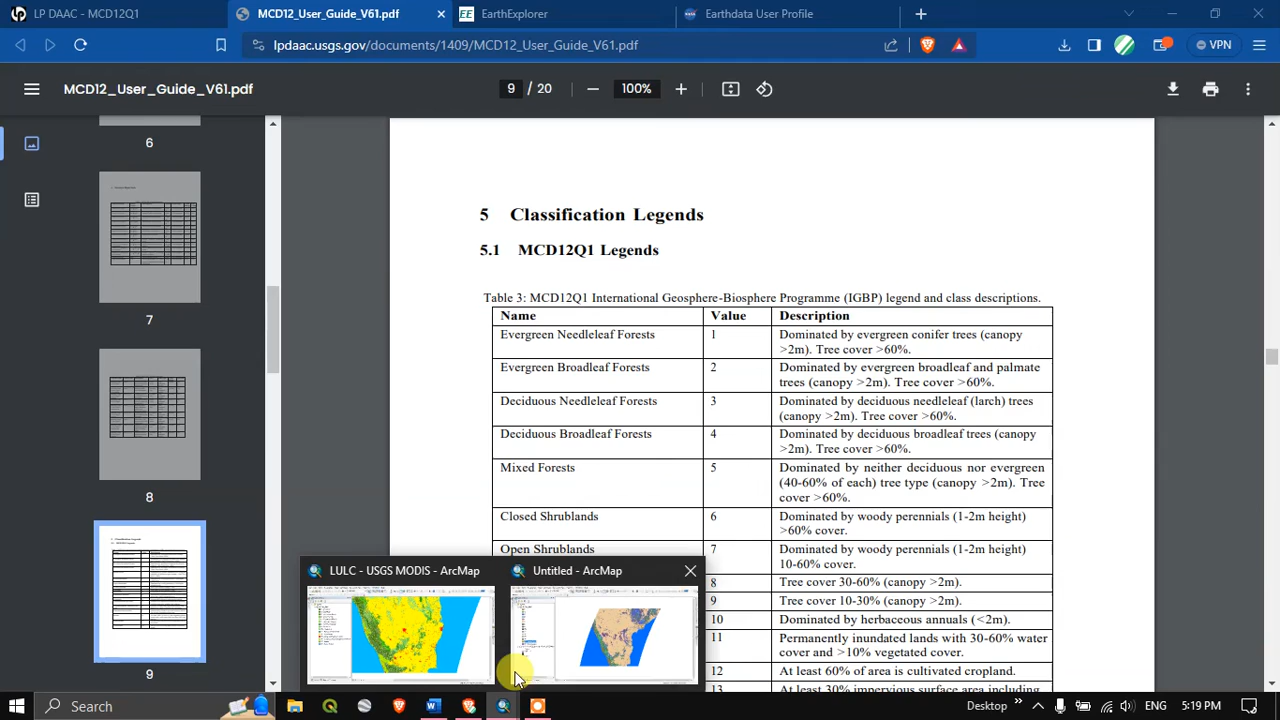 LP DAAC - MCD12Q1
MCD12_User_Guide_V61.pdf
EarthExplorer
Earthdata User Profile
lpdaac.usgs.gov/documents/1409/MCD12_User_Guide_V61.pdf
VPN
MCD12_User_Guide_V61.pdf
9 / 20
100%
6
7
8
9
5 Classification Legends
5.1 MCD12Q1 Legends
Table 3: MCD12Q1 International Geosphere-Biosphere Programme (IGBP) legend and class descriptions.
Name Value Description
Evergreen Needleleaf Forests 1 Dominated by evergreen conifer trees (canopy
>2m). Tree cover >60%.
Evergreen Broadleaf Forests 2 Dominated by evergreen broadleaf and palmate
trees (canopy >2m). Tree cover >60%.
Deciduous Needleleaf Forests 3 Dominated by deciduous needleleaf (larch) trees
(canopy >2m). Tree cover >60%.
Deciduous Broadleaf Forests 4 Dominated by deciduous broadleaf trees (canopy
>2m). Tree cover >60%.
Mixed Forests 5 Dominated by neither deciduous nor evergreen
(40-60% of each) tree type (canopy >2m). Tree
cover >60%.
Closed Shrublands 6 Dominated by woody perennials (1-2m height)
>60% cover.
Open Shrublands 7 Dominated by woody perennials (1-2m height)
10-60% cover.
8 Tree cover 30-60% (canopy >2m).
9 Tree cover 10-30% (canopy >2m).
10 Dominated by herbaceous annuals (<2m).
11 Permanently inundated lands with 30-60% water
cover and >10% vegetated cover.
12 At least 60% of area is cultivated cropland.
13 At least 30% impervious surface area including
LULC - USGS MODIS - ArcMap
Untitled - ArcMap
Search
Desktop
5:19 PM